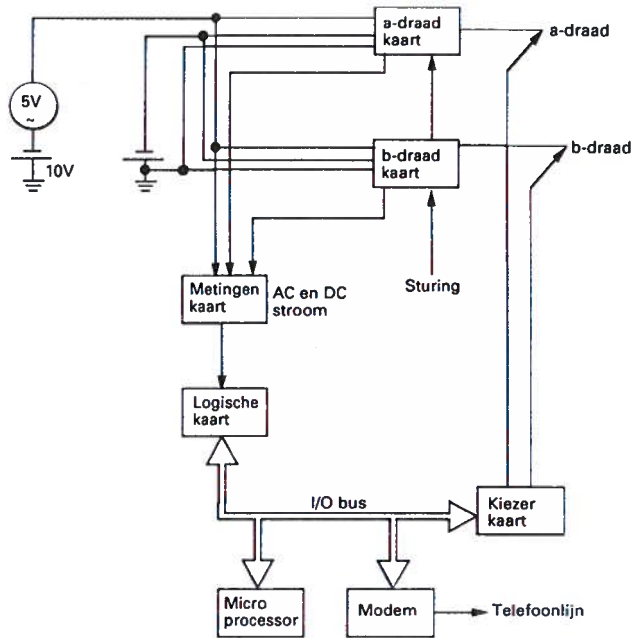 a-draad
kaart
a-draad
5V
~
10V
b-draad
kaart
b-draad
Sturing
Metingen
kaart
AC en DC
stroom
Logische
kaart
I/O bus
Kiezer
kaart
Micro
processor
Modem
Telefoonlijn